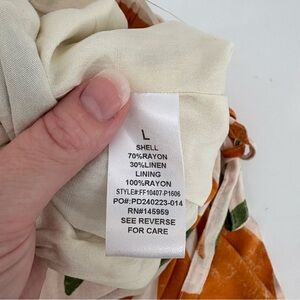 L
SHELL
70%RAYON
30%LINEN
LINING
100%RAYON
STYLE#:FF10407-P1606
PO#:PD240223-014
RN#145959
SEE REVERSE
FOR CARE